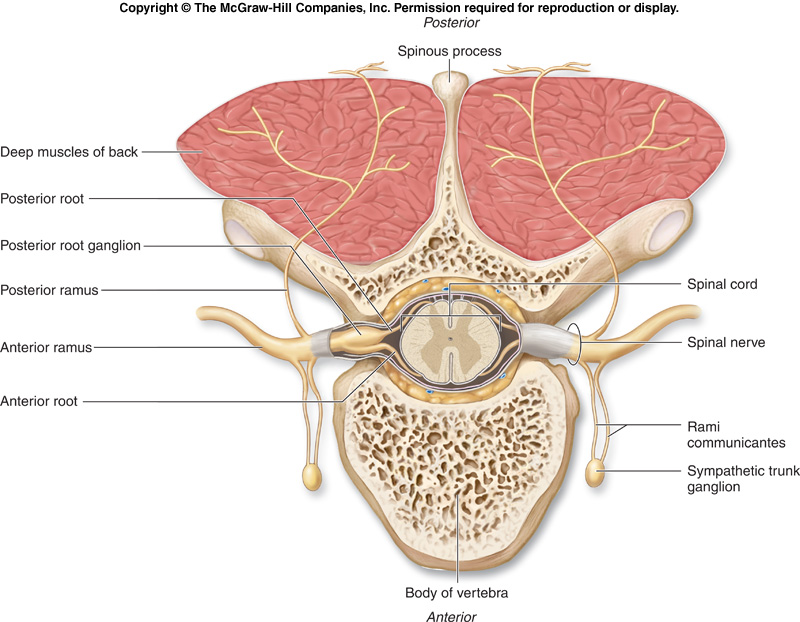 Copyright © The McGraw-Hill Companies, Inc. Permission required for reproduction or display.
Posterior
Spinous process
Deep muscles of back
Posterior root
Posterior root ganglion
Posterior ramus
Anterior ramus
Anterior root
Spinal cord
Spinal nerve
Rami
communicantes
Sympathetic trunk
ganglion
Body of vertebra
Anterior